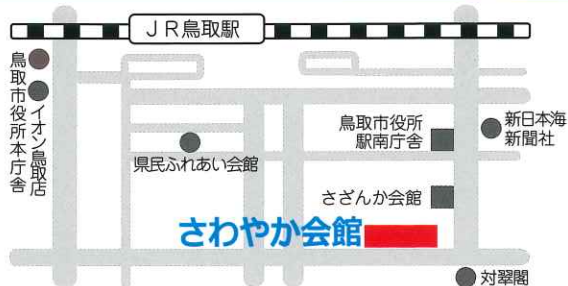 JR鳥取駅
鳥取市役所本庁舎
イオン鳥取店
県民ふれあい会館
鳥取市役所
駅南庁舎
新日本海
新聞社
さざんか会館
さわやか会館
対翠閣